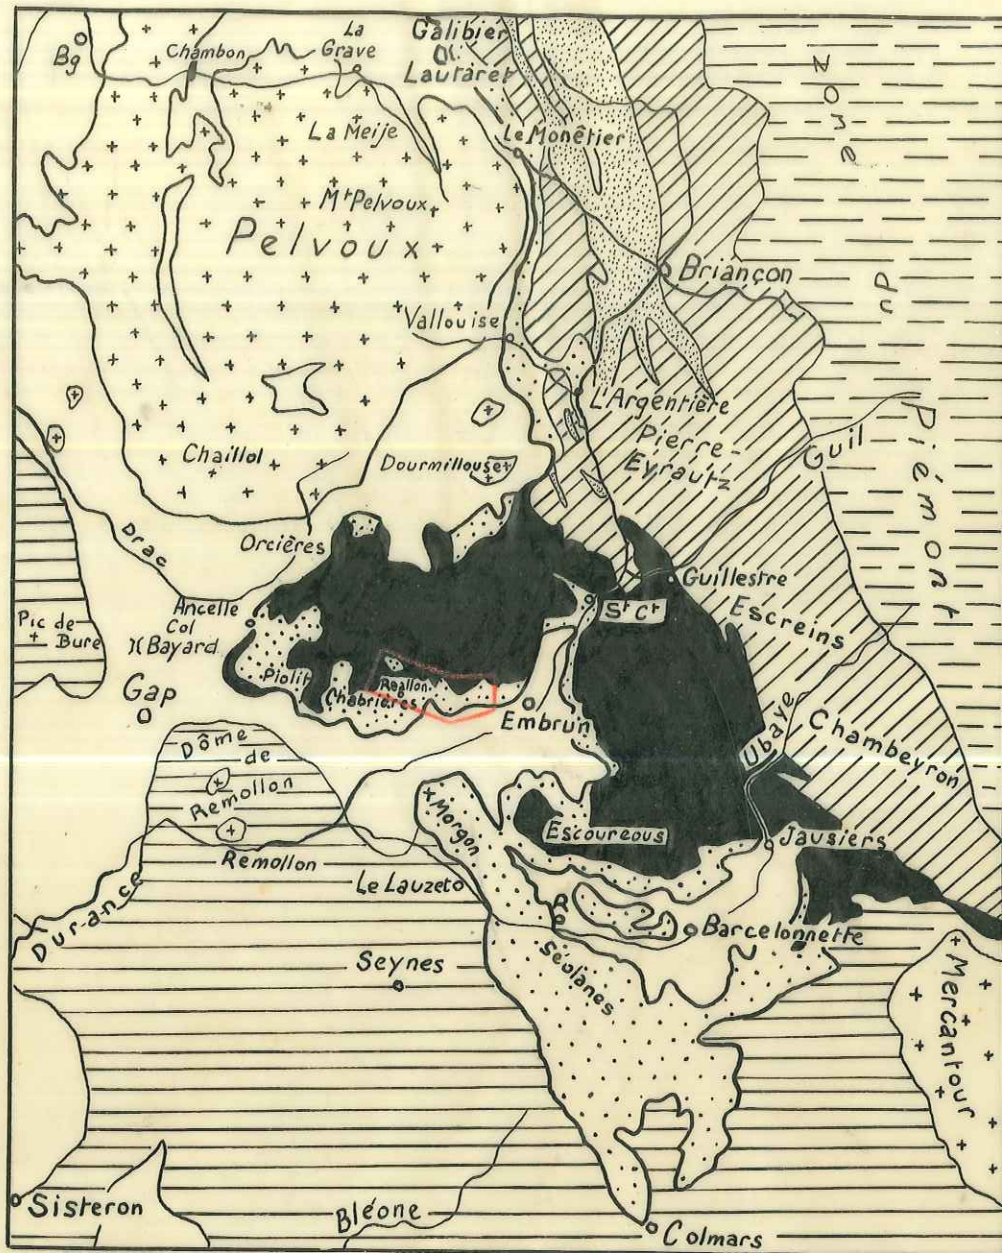 Bg
Chambon
La
Grave
Galibier
Lautaret
La Meije
Le Monêtier
Mt Pelvoux
Pelvoux
Zone
du
Piémont
Briançon
Vallouise
L'Argentière
Pierre-
Eyrautz
Guil
Chaillol
Dourmillouse
Drac
Orcières
Guillestre
Escreins
St Ct
Ancelle
Col
Bayard
Pic de
Bure
Piolit
Réallon
Chabrières
Gap
Embrun
Ubaye
Chambeyron
Dôme
de
Remollon
Remollon
Morgon
Escoureous
Jausiers
Le Lauzet
Durance
R
Barcelonnette
Séolanes
Seynes
Mercantour
Sisteron
Bléone
Colmars